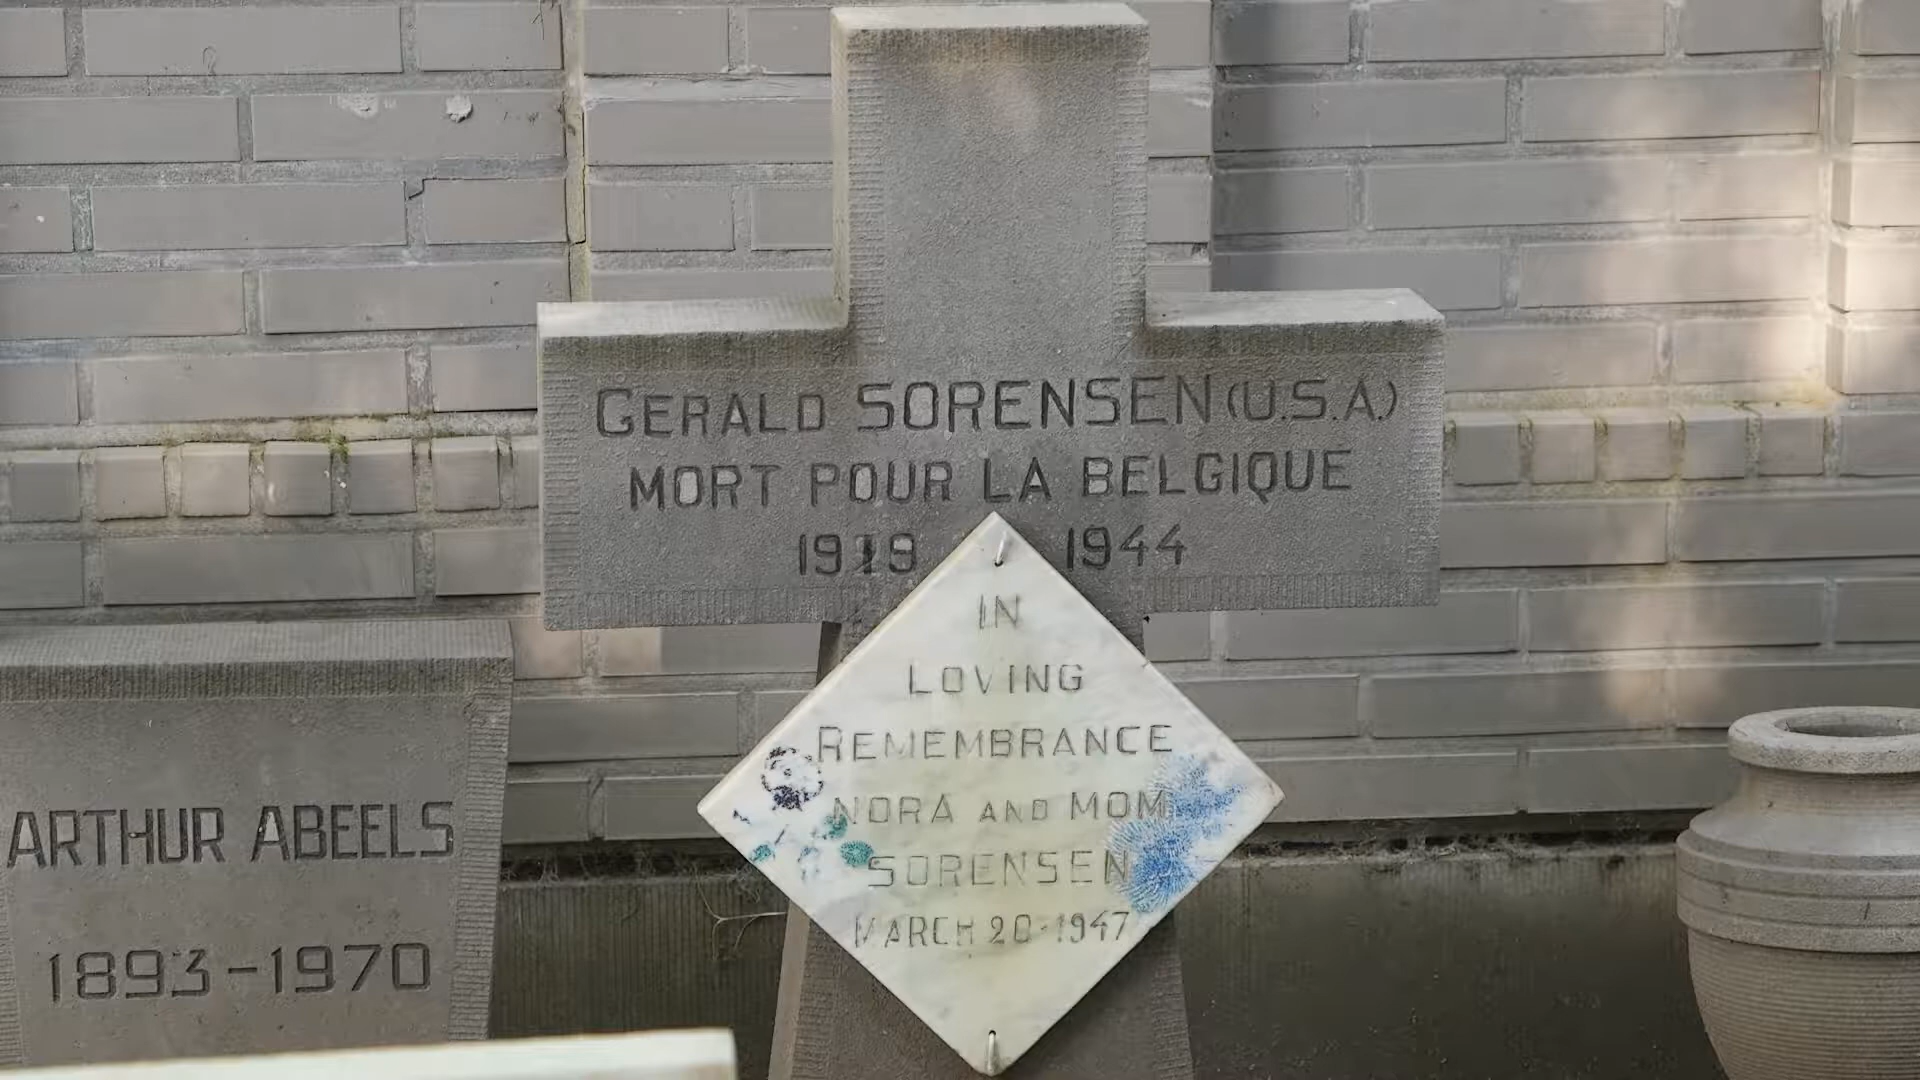 GERALD SORENSEN (U.S.A.)
MORT POUR LA BELGIQUE
1919 1944
IN
LOVING
REMEMBRANCE
NORA AND MOM
SORENSEN
MARCH 20-1947
ARTHUR ABEELS
1893-1970